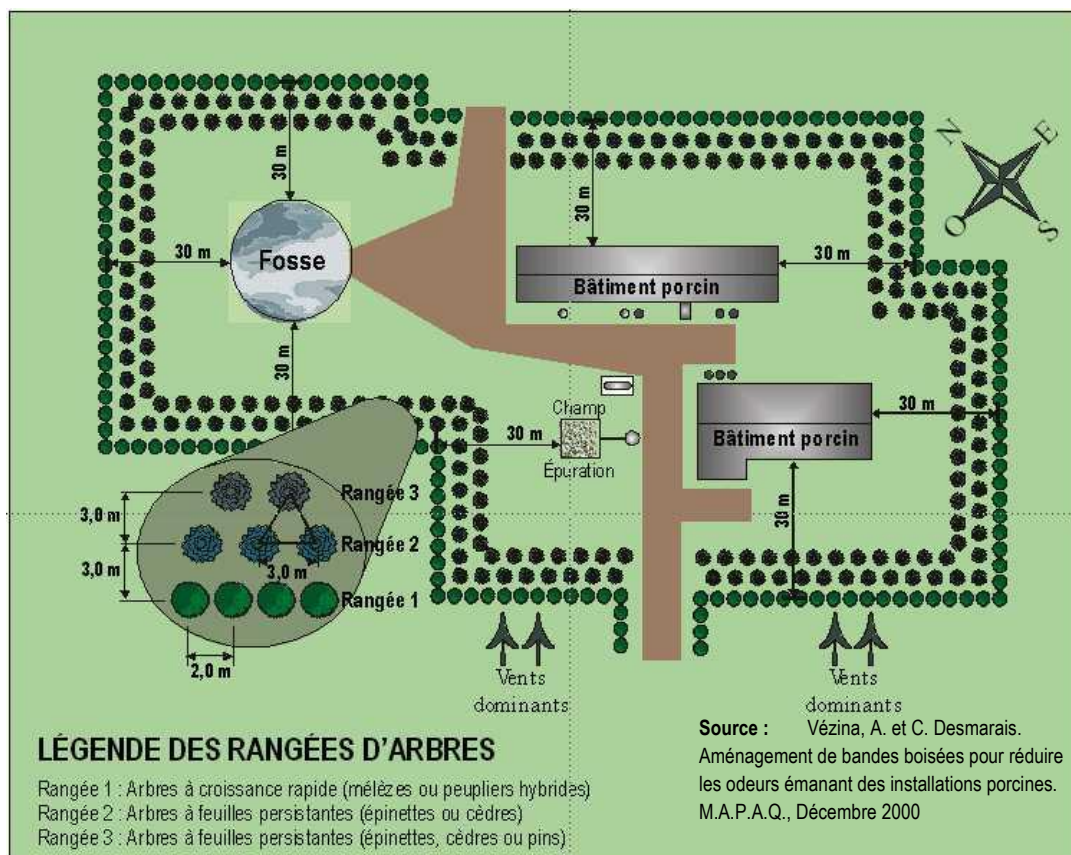 30 m
30 m
N
E
O
S
30 m
Fosse
30 m
Bâtiment porcin
30 m
30 m
Champ
Épuration
30 m
Bâtiment porcin
30 m
30 m
3,0 m
3,0 m
Rangée 3
Rangée 2
3,0 m
Rangée 1
2,0 m
Vents
dominants
Vents
dominants
LÉGENDE DES RANGÉES D'ARBRES
Rangée 1 : Arbres à croissance rapide (mélèzes ou peupliers hybrides)
Rangée 2 : Arbres à feuilles persistantes (épinettes ou cèdres)
Rangée 3 : Arbres à feuilles persistantes (épinettes, cèdres ou pins)
Source : Vézina, A. et C. Desmarais.
Aménagement de bandes boisées pour réduire
les odeurs émanant des installations porcines.
M.A.P.A.Q., Décembre 2000